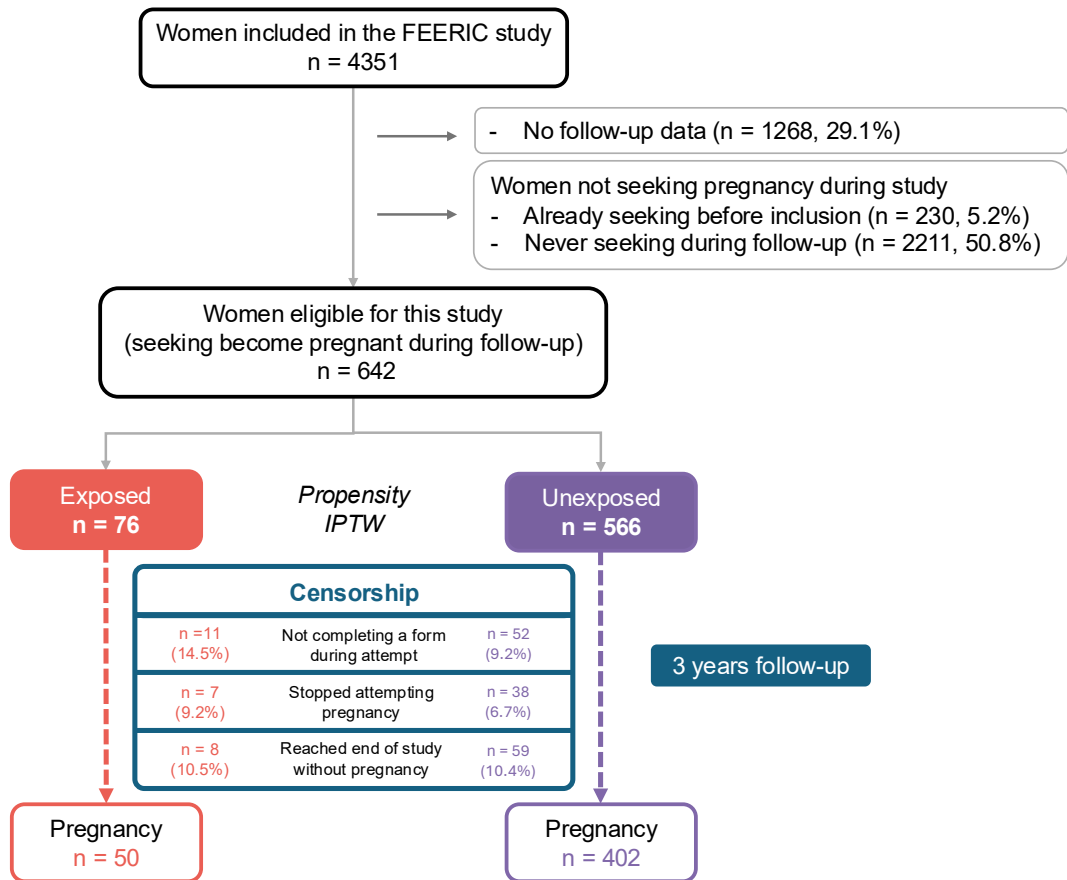 Women included in the FEERIC study
n = 4351
- No follow-up data (n = 1268, 29.1%)
Women not seeking pregnancy during study
- Already seeking before inclusion (n = 230, 5.2%)
- Never seeking during follow-up (n = 2211, 50.8%)
Women eligible for this study
(seeking become pregnant during follow-up)
n = 642
Exposed
n = 76
Propensity
IPTW
Unexposed
n = 566
Censorship
n =11
(14.5%)
Not completing a form
during attempt
n = 52
(9.2%)
n = 7
(9.2%)
Stopped attempting
pregnancy
n = 38
(6.7%)
n = 8
(10.5%)
Reached end of study
without pregnancy
n = 59
(10.4%)
3 years follow-up
Pregnancy
n = 50
Pregnancy
n = 402